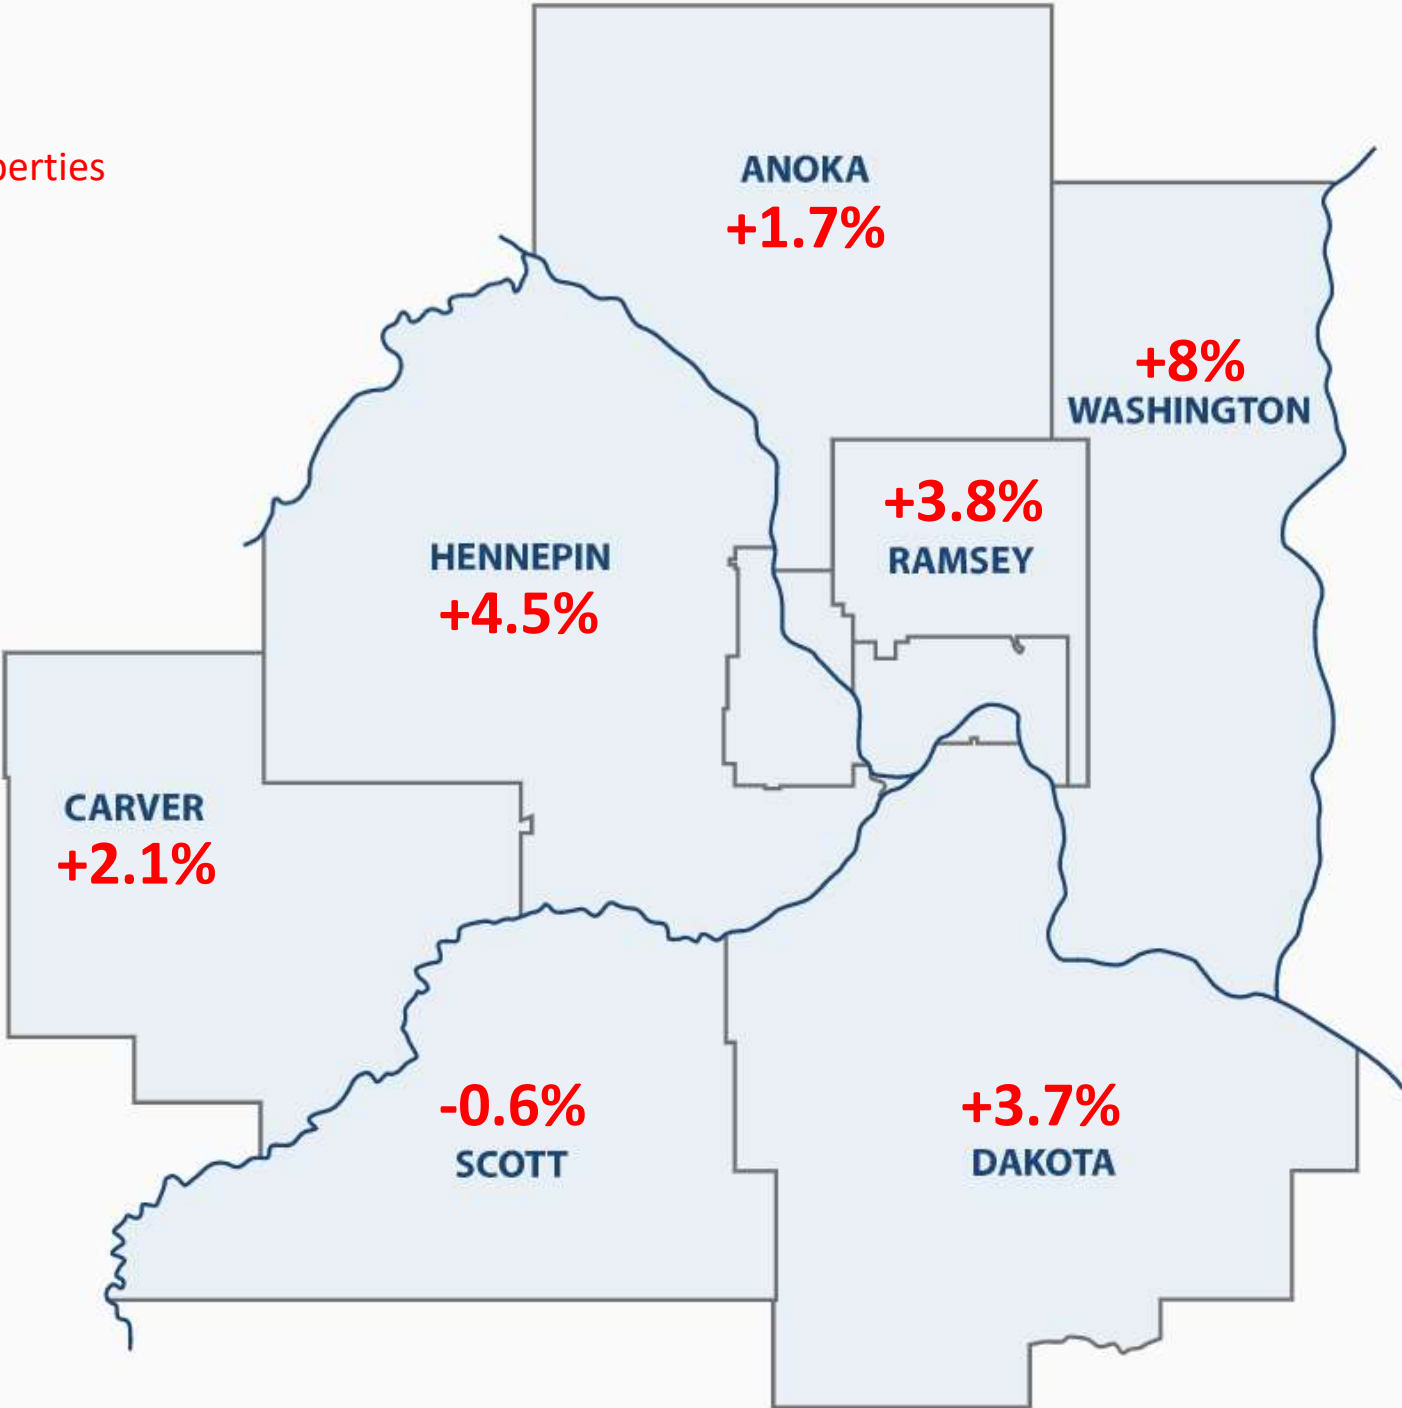 ANOKA
+1.7%
+8%
WASHINGTON
+3.8%
RAMSEY
HENNEPIN
+4.5%
CARVER
+2.1%
-0.6%
SCOTT
+3.7%
DAKOTA